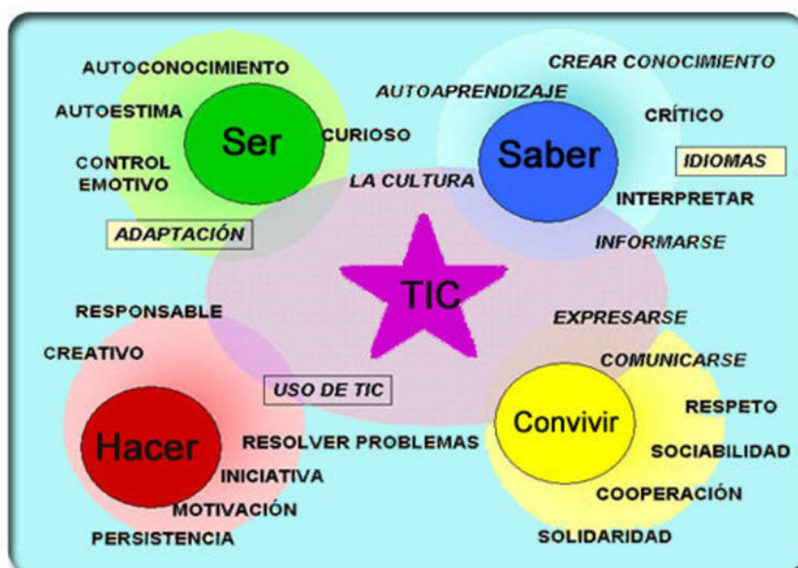 AUTOCONOCIMIENTO
AUTOESTIMA
Ser
CURIOSO
CONTROL
EMOTIVO
ADAPTACIÓN
CREAR CONOCIMIENTO
AUTOAPRENDIZAJE
CRÍTICO
Saber
IDIOMAS
LA CULTURA
INTERPRETAR
INFORMARSE
TIC
RESPONSABLE
CREATIVO
USO DE TIC
Hacer
RESOLVER PROBLEMAS
INICIATIVA
MOTIVACIÓN
PERSISTENCIA
EXPRESARSE
COMUNICARSE
Convivir
RESPETO
SOCIABILIDAD
COOPERACIÓN
SOLIDARIDAD